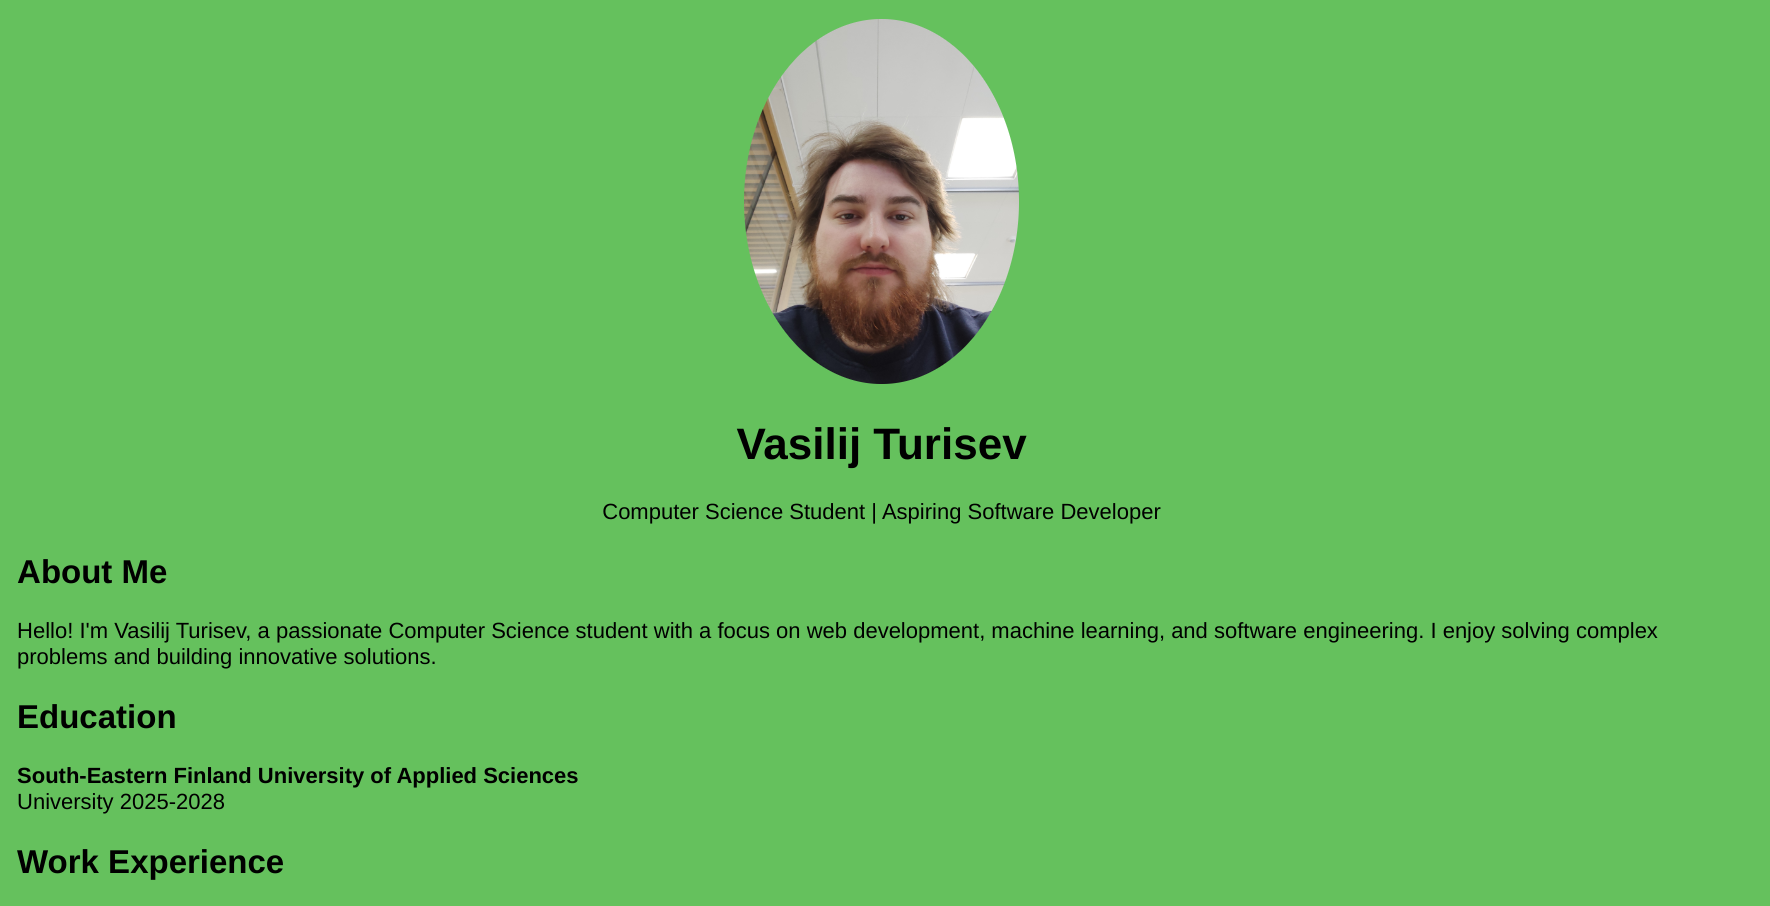 Vasilij Turisev
Computer Science Student | Aspiring Software Developer
About Me
Hello! I'm Vasilij Turisev, a passionate Computer Science student with a focus on web development, machine learning, and software engineering. I enjoy solving complex
problems and building innovative solutions.
Education
South-Eastern Finland University of Applied Sciences
University 2025-2028
Work Experience